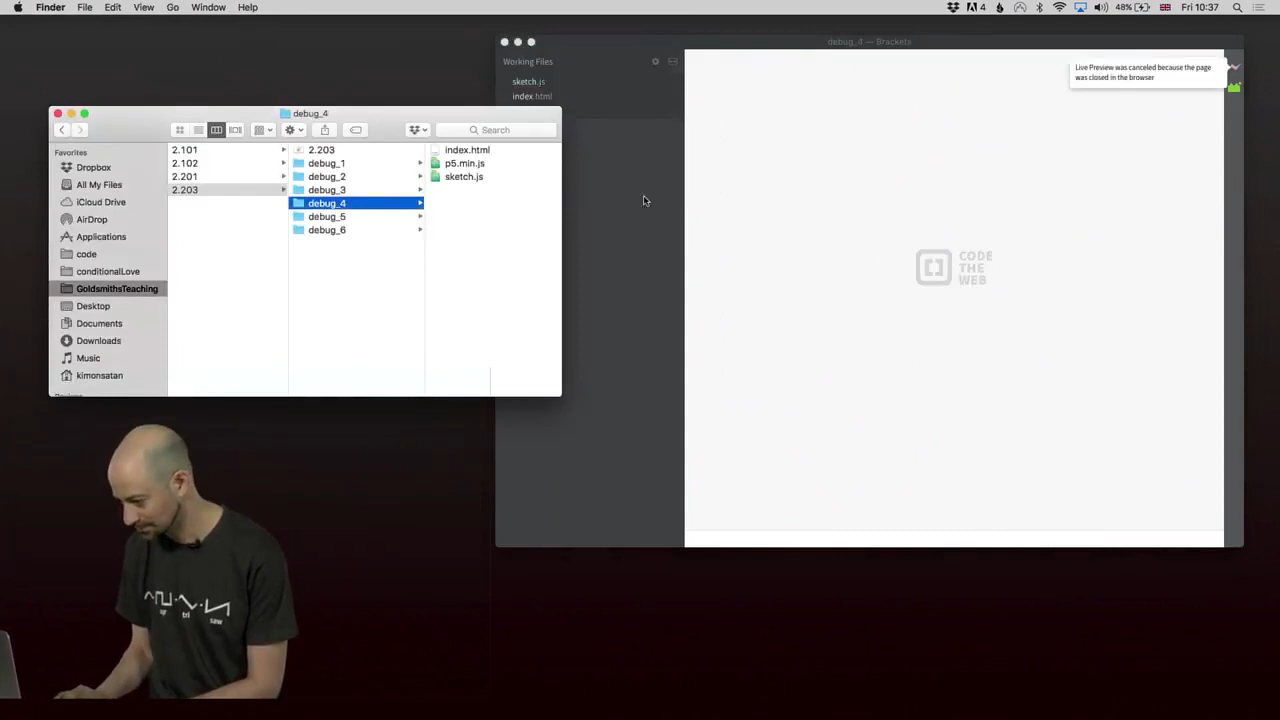 Finder File Edit View Go Window Help
4 48% Fri 10:37
debug_4 — Brackets
Working Files
sketch.js
index.html
Live Preview was canceled because the page
was closed in the browser
CODE
THE
WEB
debug_4
Search
Favorites
Dropbox
All My Files
iCloud Drive
AirDrop
Applications
code
conditionalLove
GoldsmithsTeaching
Desktop
Documents
Downloads
Music
kimonsatan
2.101
2.102
2.201
2.203
2.203
debug_1
debug_2
debug_3
debug_4
debug_5
debug_6
index.html
p5.min.js
sketch.js
tri
saw